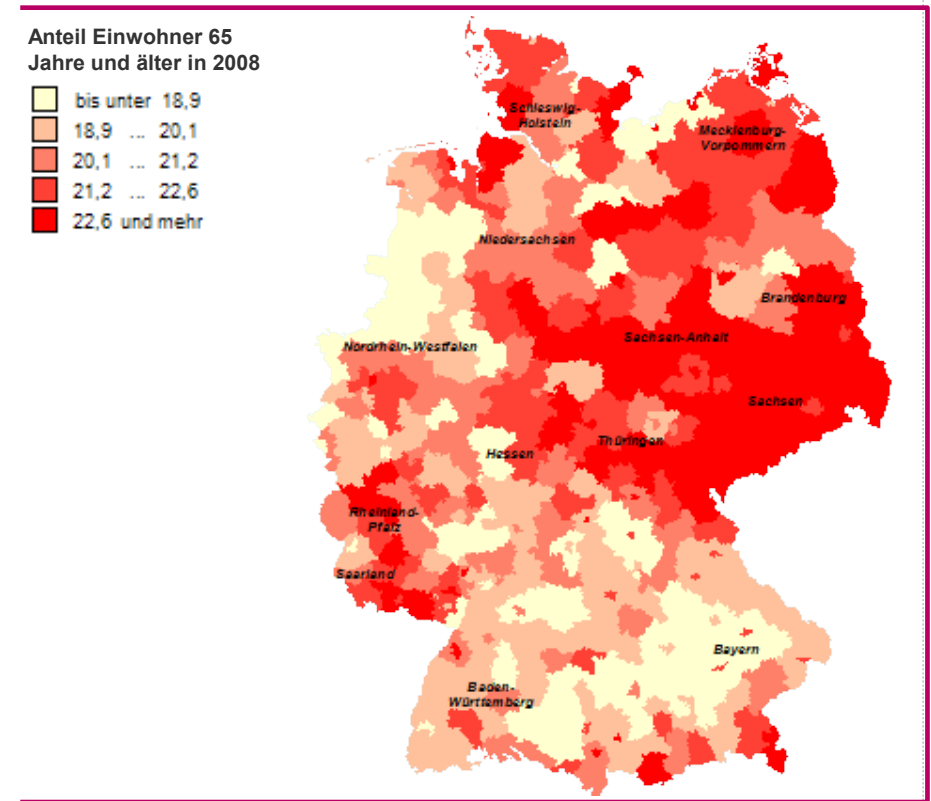 Anteil Einwohner 65
Jahre und älter in 2008
bis unter 18,9
18,9 ... 20,1
20,1 ... 21,2
21,2 ... 22,6
22,6 und mehr
Schleswig-
Holstein
Mecklenburg-
Vorpommern
Niedersachsen
Brandenburg
Sachsen-Anhalt
Nordrhein-Westfalen
Sachsen
Thüringen
Hessen
Rheinland-
Pfalz
Saarland
Bayern
Baden-
Württemberg